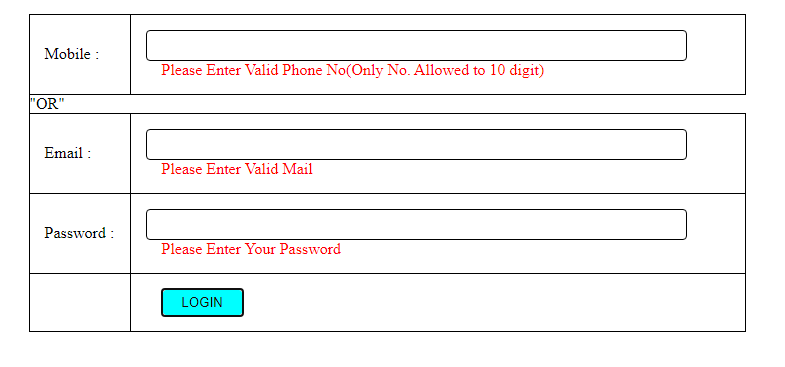 Mobile :
Please Enter Valid Phone No(Only No. Allowed to 10 digit)
"OR"
Email :
Please Enter Valid Mail
Password :
Please Enter Your Password
LOGIN